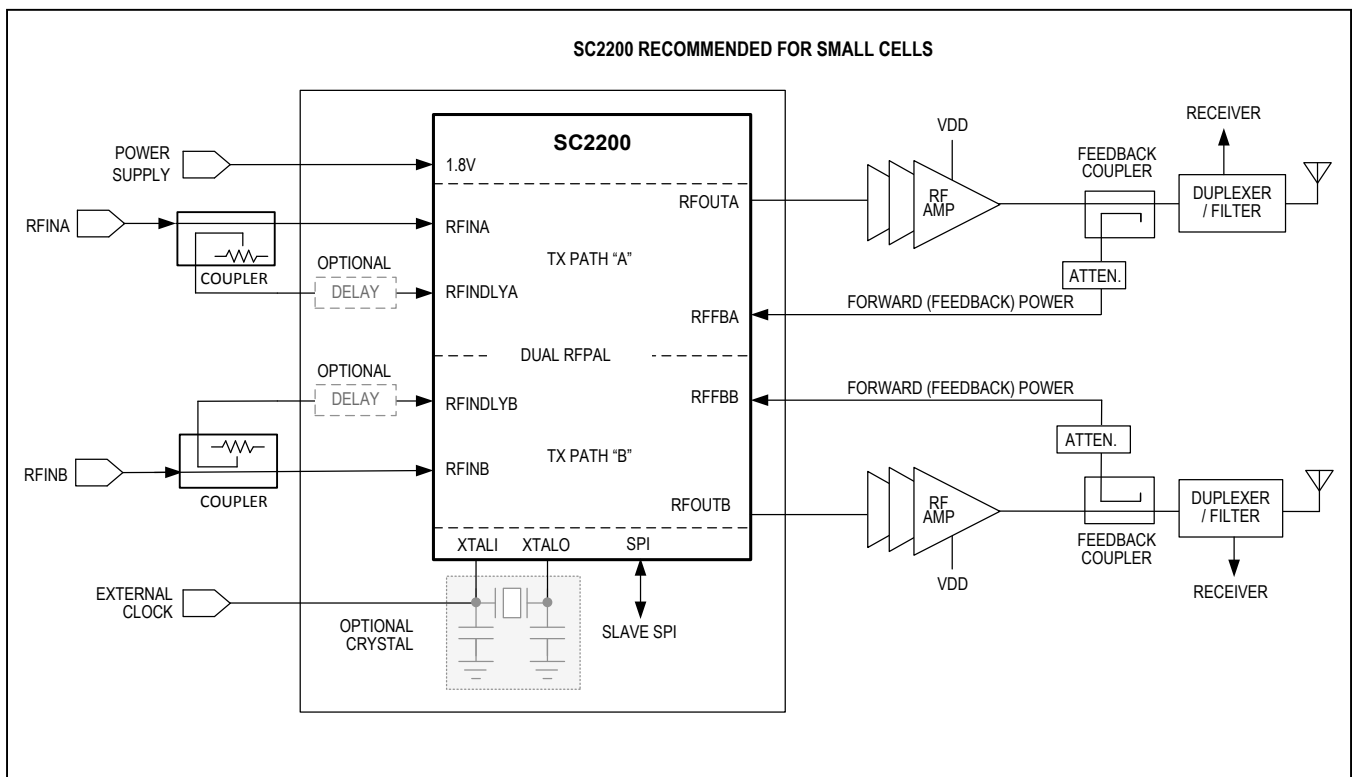 SC2200 RECOMMENDED FOR SMALL CELLS
SC2200
POWER
SUPPLY
1.8V
RFINA
COUPLER
OPTIONAL
DELAY
RFINA
RFINDLYA
TX PATH “A”
RFOUTA
RFFBA
VDD
RF
AMP
FEEDBACK
COUPLER
ATTEN.
RECEIVER
DUPLEXER
/ FILTER
FORWARD (FEEDBACK) POWER
DUAL RFPAL
RFINB
COUPLER
OPTIONAL
DELAY
RFINDLYB
RFINB
TX PATH “B”
RFFBB
RFOUTB
FORWARD (FEEDBACK) POWER
ATTEN.
RF
AMP
VDD
FEEDBACK
COUPLER
DUPLEXER
/ FILTER
RECEIVER
XTALI
XTALO
SPI
EXTERNAL
CLOCK
OPTIONAL
CRYSTAL
SLAVE SPI